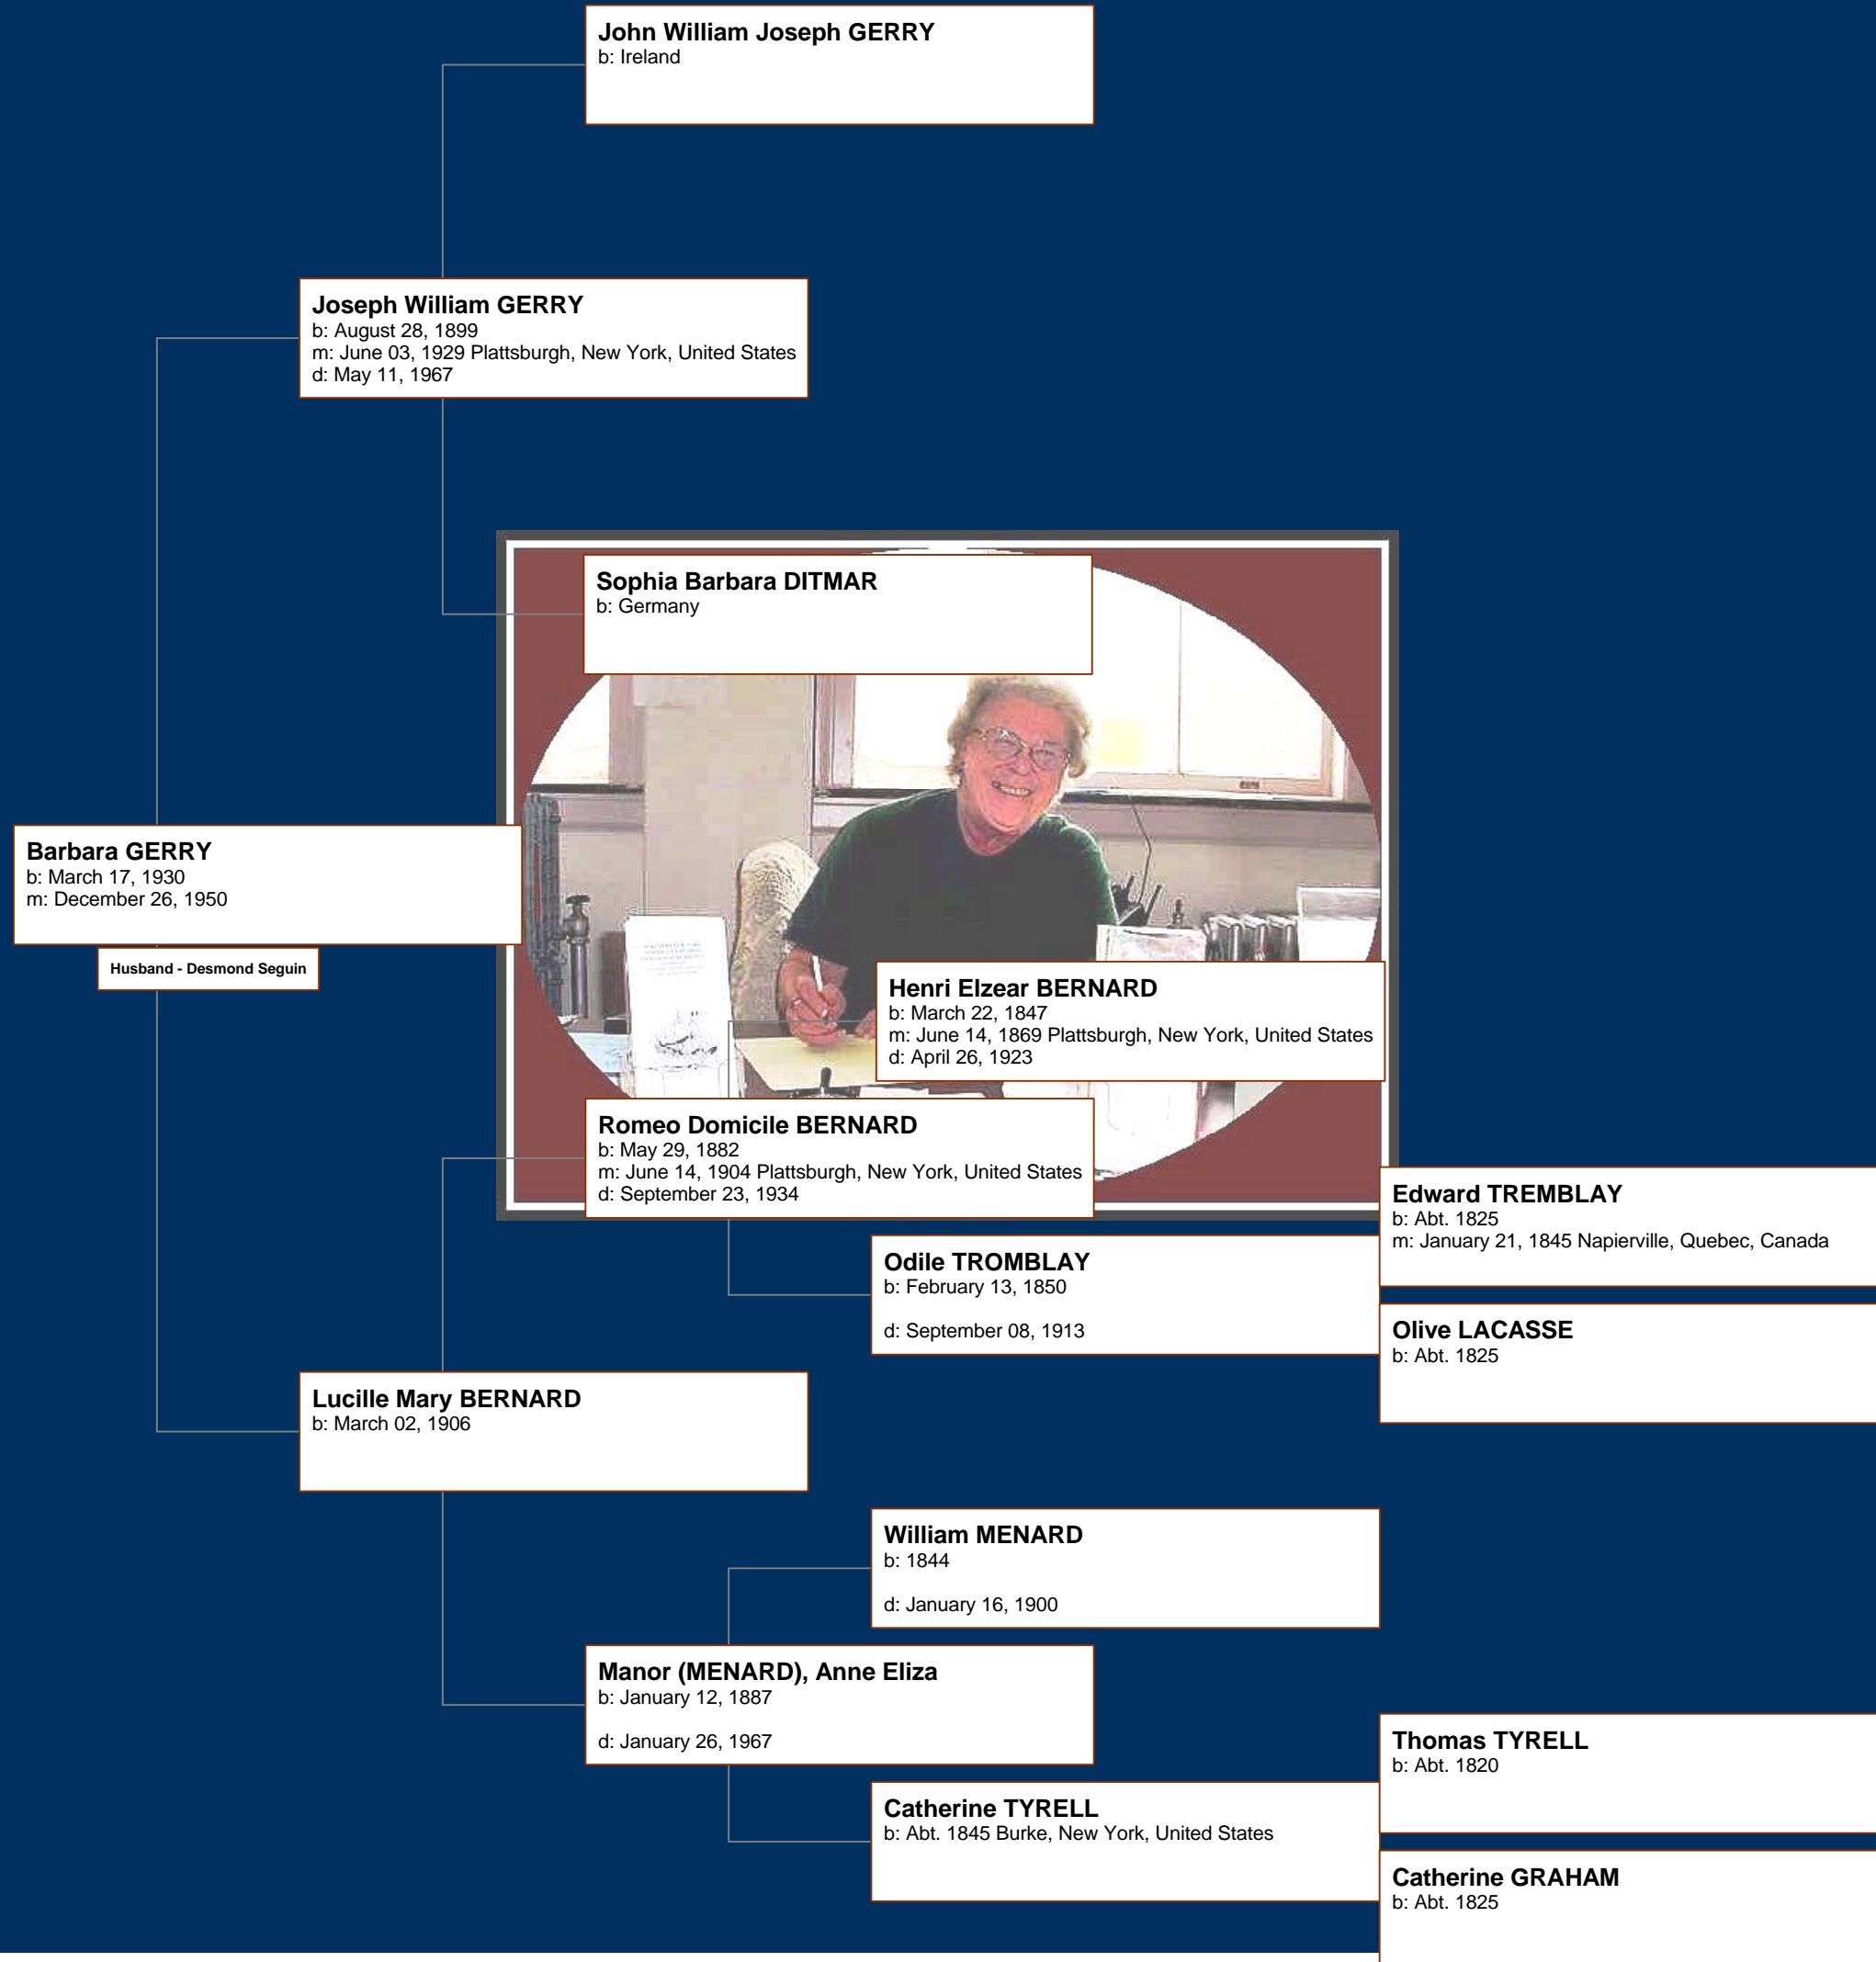 John William Joseph GERRY
b: Ireland
Joseph William GERRY
b: August 28, 1899
m: June 03, 1929 Plattsburgh, New York, United States
d: May 11, 1967
Sophia Barbara DITMAR
b: Germany
Barbara GERRY
b: March 17, 1930
m: December 26, 1950
Husband - Desmond Seguin
Henri Elzear BERNARD
b: March 22, 1847
m: June 14, 1869 Plattsburgh, New York, United States
d: April 26, 1923
Romeo Domicile BERNARD
b: May 29, 1882
m: June 14, 1904 Plattsburgh, New York, United States
d: September 23, 1934
Edward TREMBLAY
b: Abt. 1825
m: January 21, 1845 Napierville, Quebec, Canada
Odile TROMBLAY
b: February 13, 1850
d: September 08, 1913
Olive LACASSE
b: Abt. 1825
Lucille Mary BERNARD
b: March 02, 1906
William MENARD
b: 1844
d: January 16, 1900
Manor (MENARD), Anne Eliza
b: January 12, 1887
d: January 26, 1967
Thomas TYRELL
b: Abt. 1820
Catherine TYRELL
b: Abt. 1845 Burke, New York, United States
Catherine GRAHAM
b: Abt. 1825